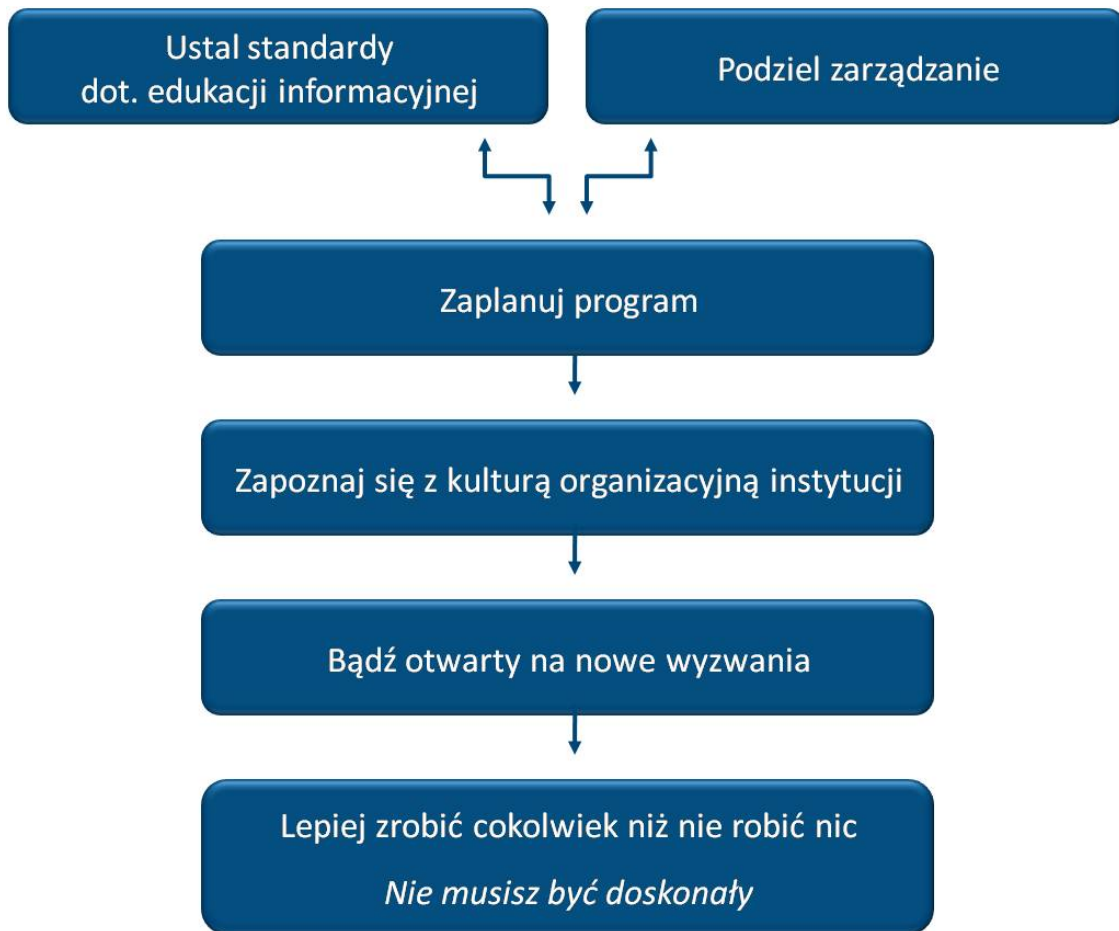 Ustal standardy
dot. edukacji informacyjnej
Podziel zarządzanie
Zaplanuj program
Zapoznaj się z kulturą organizacyjną instytucji
Bądź otwarty na nowe wyzwania
Lepiej zrobić cokolwiek niż nie robić nic
Nie musisz być doskonały